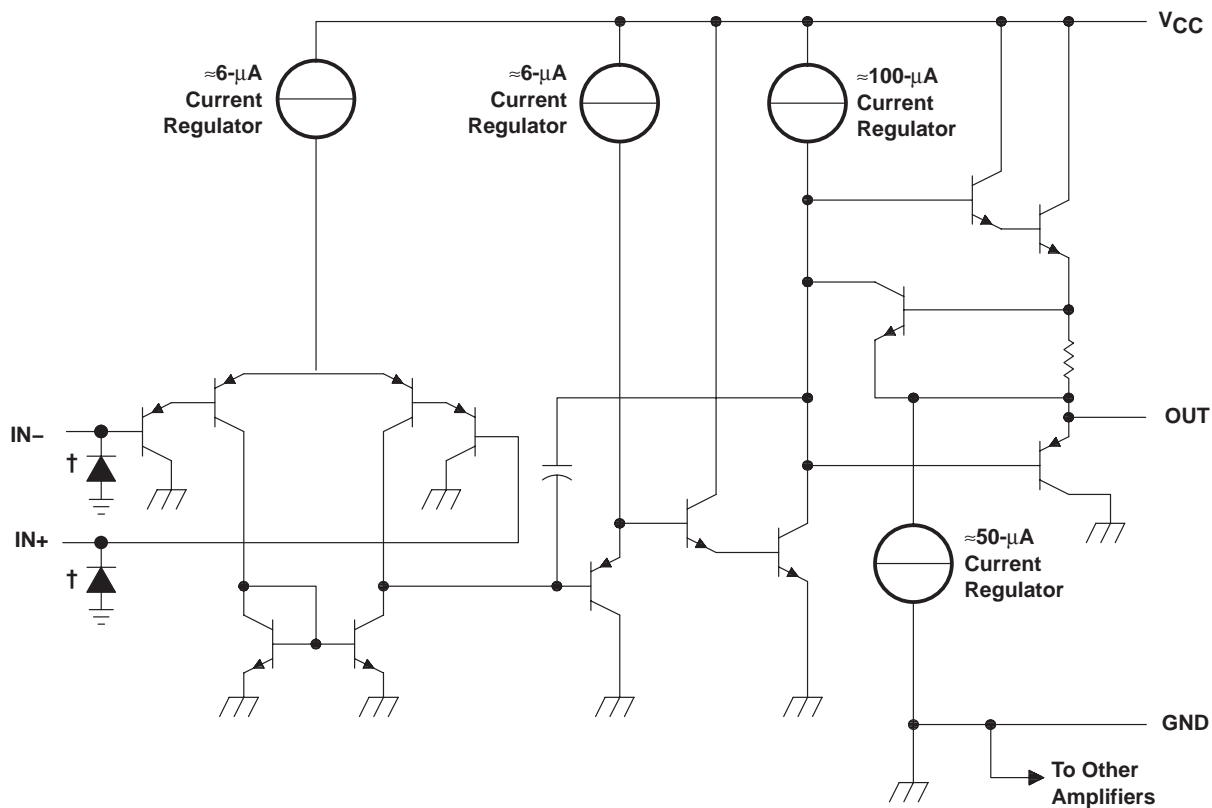 VCC
≈6-μA
Current
Regulator
≈6-μA
Current
Regulator
≈100-μA
Current
Regulator
IN−
†
OUT
IN+
†
≈50-μA
Current
Regulator
GND
To Other
Amplifiers